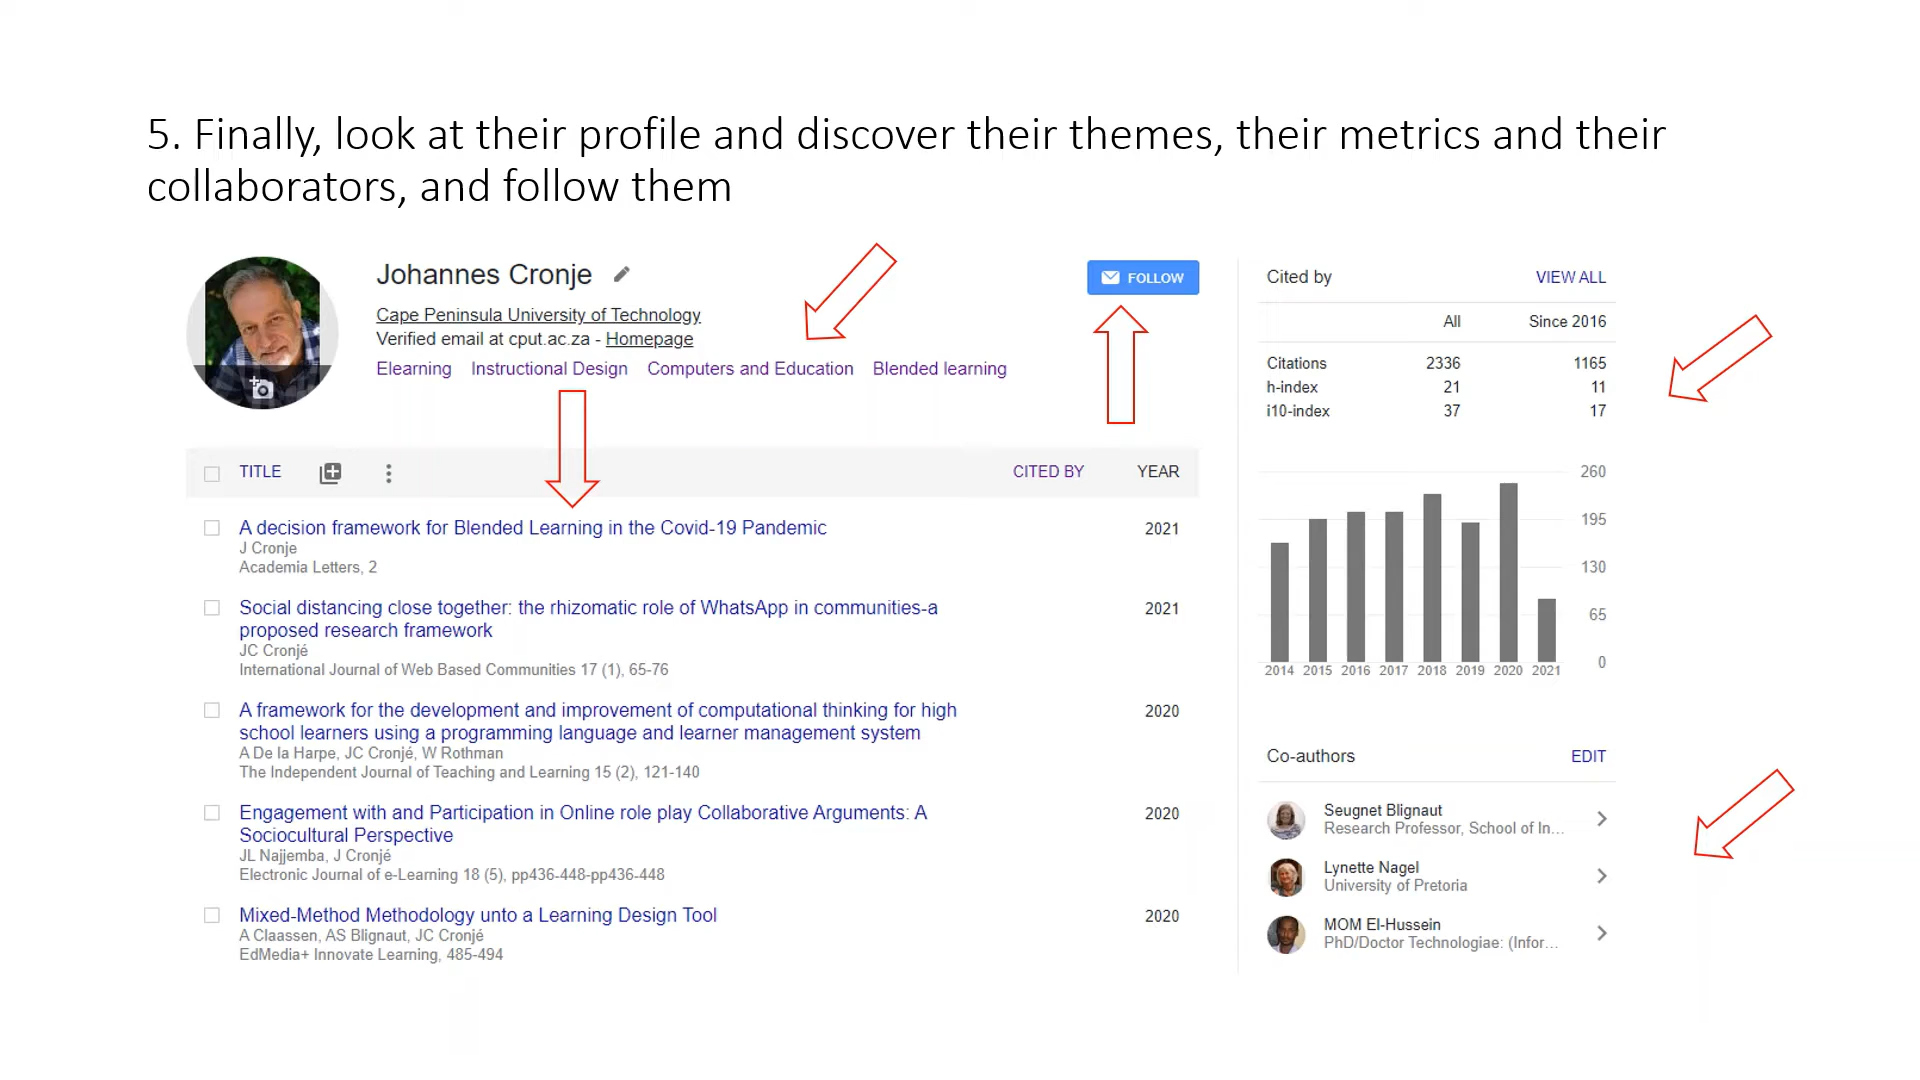 5. Finally, look at their profile and discover their themes, their metrics and their
collaborators, and follow them
Johannes Cronje
Cape Peninsula University of Technology
Verified email at cput.ac.za - Homepage
Elearning Instructional Design Computers and Education Blended learning
FOLLOW
TITLE CITED BY YEAR
A decision framework for Blended Learning in the Covid-19 Pandemic 2021
J Cronje
Academia Letters, 2
Social distancing close together: the rhizomatic role of WhatsApp in communities-a 2021
proposed research framework
JC Cronjé
International Journal of Web Based Communities 17 (1), 65-76
A framework for the development and improvement of computational thinking for high 2020
school learners using a programming language and learner management system
A De la Harpe, JC Cronjé, W Rothman
The Independent Journal of Teaching and Learning 15 (2), 121-140
Engagement with and Participation in Online role play Collaborative Arguments: A 2020
Sociocultural Perspective
JL Najjemba, J Cronjé
Electronic Journal of e-Learning 18 (5), pp436-448-pp436-448
Mixed-Method Methodology unto a Learning Design Tool 2020
A Claassen, AS Blignaut, JC Cronjé
EdMedia+ Innovate Learning, 485-494
Cited by VIEW ALL
All Since 2016
Citations 2336 1165
h-index 21 11
i10-index 37 17
260
195
130
65
0
2014 2015 2016 2017 2018 2019 2020 2021
Co-authors EDIT
Seugnet Blignaut
Research Professor, School of In...
Lynette Nagel
University of Pretoria
MOM El-Hussein
PhD/Doctor Technologiae: (Infor...